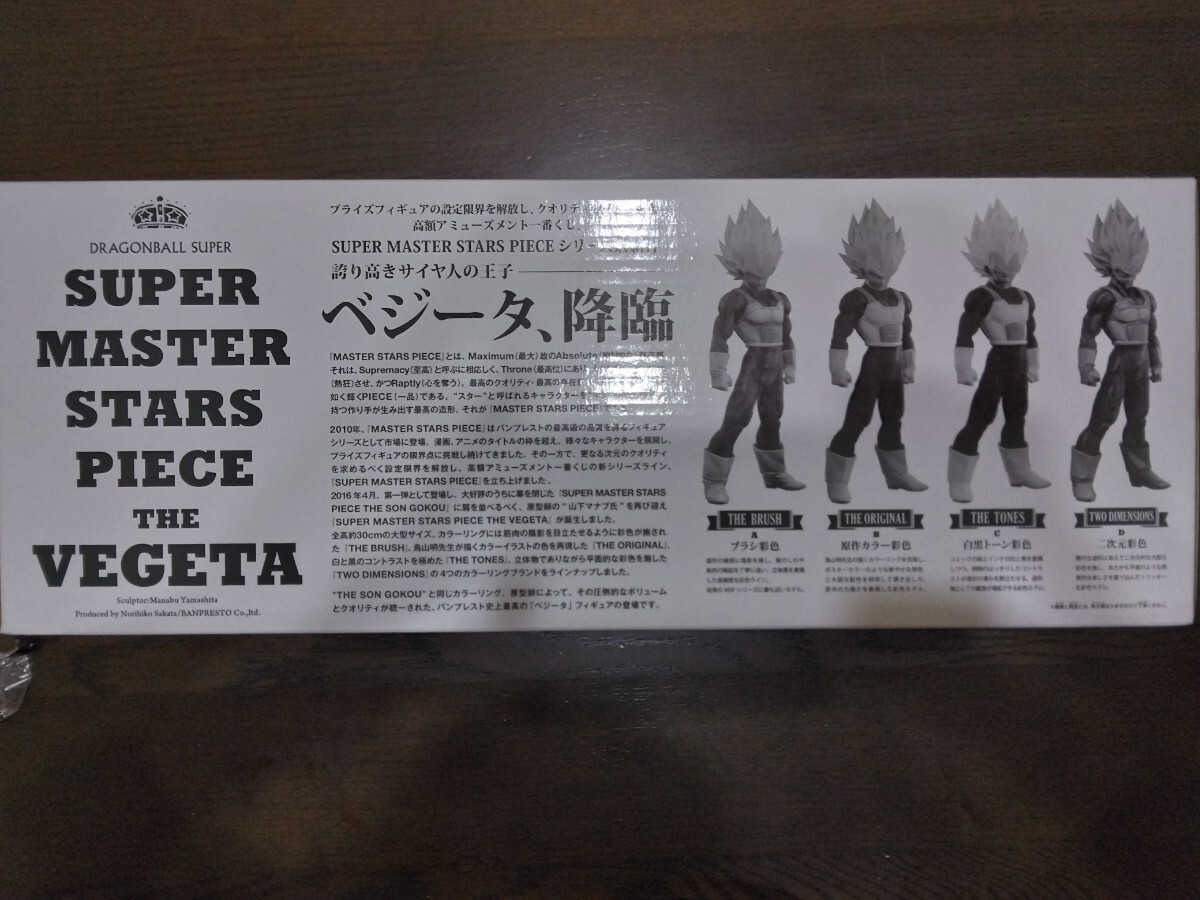 DRAGONBALL SUPER
SUPER
MASTER
STARS
PIECE
THE
VEGETA
Sculptor:Manabu Yamashita
Produced by Norihiko Sakata/BANPRESTO Co.,ltd.
プライズフィギュアの設定限界を解放し、クオリティ
高額アミューズメント一番くじ、
SUPER MASTER STARS PIECE シリーズ
誇り高きサイヤ人の王子
ベジータ、降臨
『MASTER STARS PIECE』とは、Maximum(最大)故のAbsolute
それは、Supremacy(至高)と呼ぶに相応しく、Throne(最高位)にあり
(熱狂)させ、かつRaptly(心を奪う)。最高のクオリティ・最高の存在
如く輝くPIECE(一品)である。“スター”と呼ばれるキャラクターを
持つ作り手が生み出す最高の造形。それが『MASTER STARS PIECE』で
2010年、『MASTER STARS PIECE』はバンプレストの最高級の品質を誇るフィギュア
シリーズとして市場に登場。漫画、アニメのタイトルの枠を超え、様々なキャラクターを展開し、
プライズフィギュアの限界点に挑戦し続けてきました。その一方で、更なる次元のクオリティ
を求めるべく設定限界を解放し、高額アミューズメント一番くじの新シリーズライン、
『SUPER MASTER STARS PIECE』を立ち上げました。
2016年4月、第一弾として登場し、大好評のうちに幕を閉じた『SUPER MASTER STARS
PIECE THE SON GOKOU』に肩を並べるべく、原型師の“山下マナブ氏”を再び迎え
『SUPER MASTER STARS PIECE THE VEGETA』が誕生しました。
全高約30cmの大型サイズ。カラーリングには筋肉の陰影を目立たせるように彩色が施され
た『THE BRUSH』、鳥山明先生が描くカラーイラストの色を再現した『THE ORIGINAL』、
白と黒のコントラストを極めた『THE TONES』、立体物でありながら平面的な彩色を施した
『TWO DIMENSIONS』の4つのカラーリングブランドをラインナップしました。
“THE SON GOKOU”と同じカラーリング、原型師によって、その圧倒的なボリューム
とクオリティが統一された、バンプレスト史上最高の「ベジータ」フィギュアの登場です。
THE BRUSH
A
ブラシ彩色
THE ORIGINAL
B
原作カラー彩色
THE TONES
C
白黒トーン彩色
TWO DIMENSIONS
D
二次元彩色